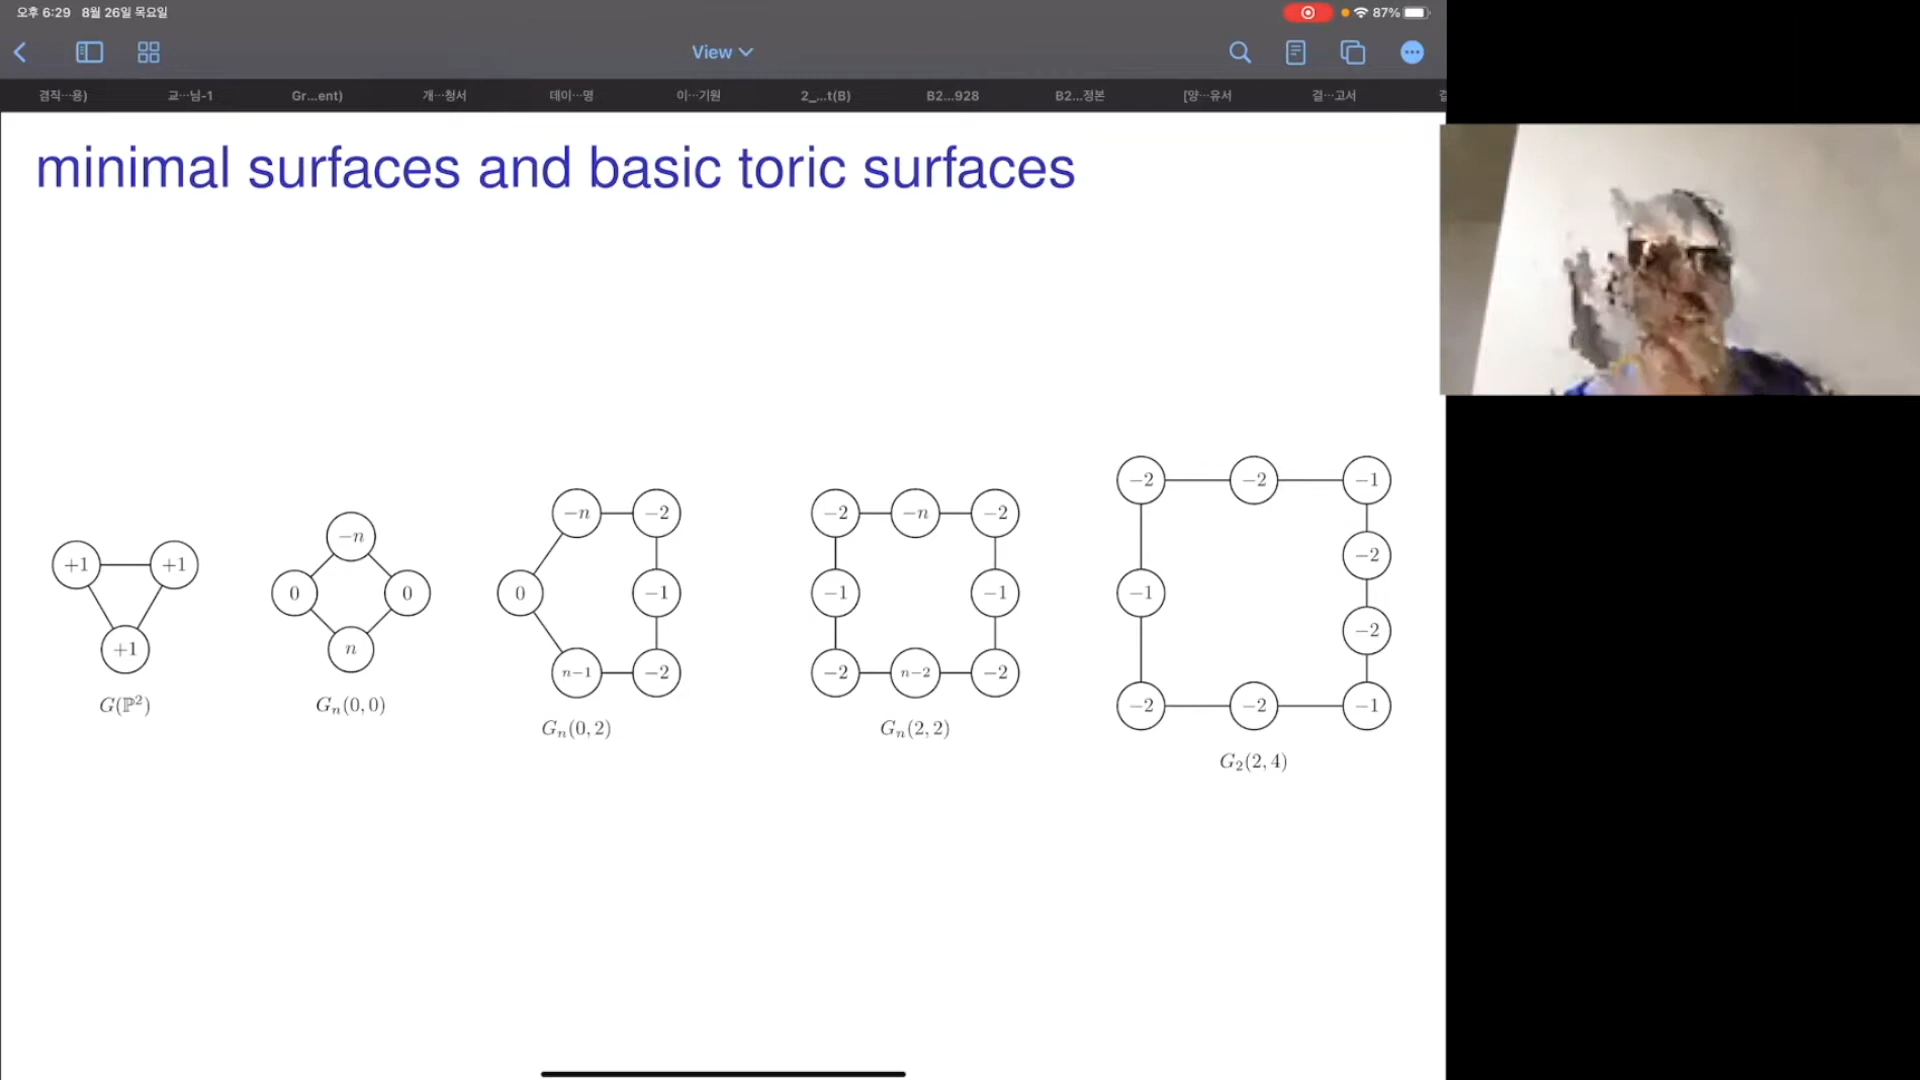 오후 6:29 8월 26일 목요일
87%
View
겸직…용) 교…님-1 Gr...ent) 개…청서 데이…명 이…기원 2_...t(B) B2...928 B2...정본 [양…유서 결…고서
minimal surfaces and basic toric surfaces
+1 +1
+1
G(ℙ²)
−n
0 0
n
Gₙ(0, 0)
−n −2
0 −1
n−1 −2
Gₙ(0, 2)
−2 −n −2
−1 −1
−2 n−2 −2
Gₙ(2, 2)
−2 −2 −1
−2
−1
−2
−2 −2 −1
G₂(2, 4)